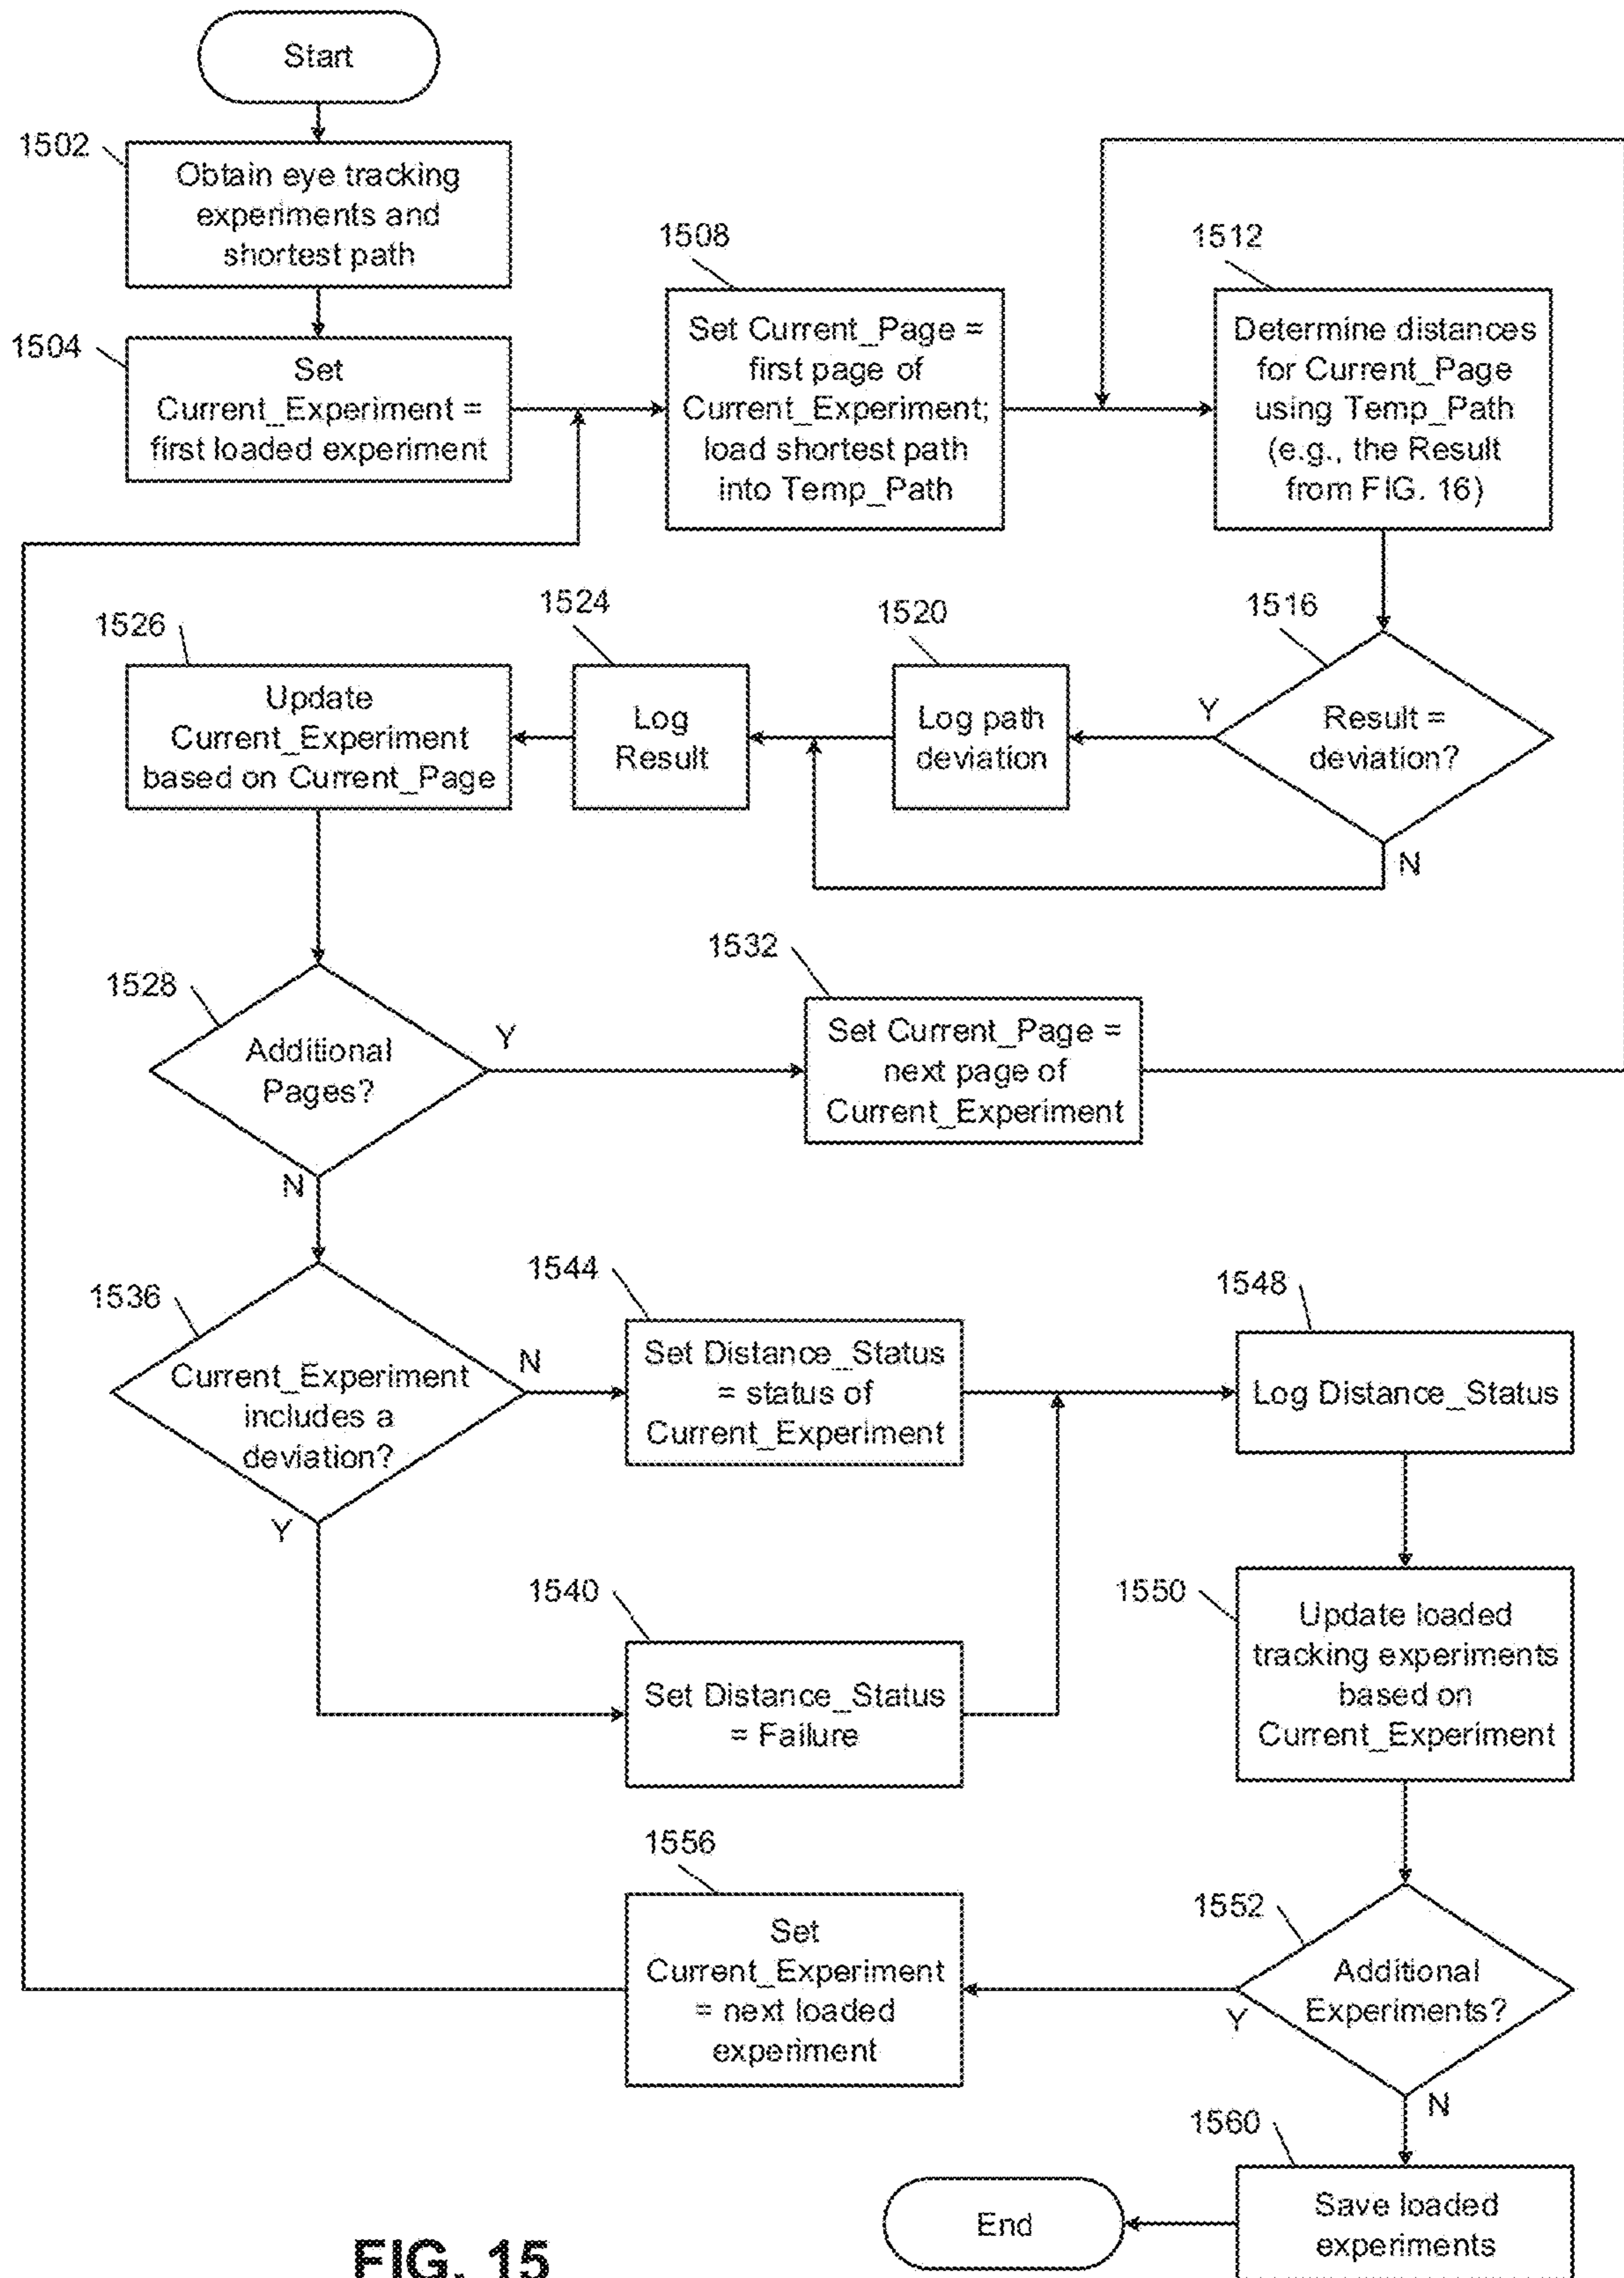 Start
1502
Obtain eye tracking
experiments and
shortest path
1504
Set
Current_Experiment =
first loaded experiment
1508
Set Current_Page =
first page of
Current_Experiment;
load shortest path
into Temp_Path
1512
Determine distances
for Current_Page
using Temp_Path
(e.g., the Result
from FIG. 16)
1516
Result =
deviation?
Y
N
1520
Log path
deviation
1524
Log
Result
1526
Update
Current_Experiment
based on Current_Page
1528
Additional
Pages?
Y
N
1532
Set Current_Page =
next page of
Current_Experiment
1536
Current_Experiment
includes a
deviation?
N
Y
1544
Set Distance_Status
= status of
Current_Experiment
1540
Set Distance_Status
= Failure
1548
Log Distance_Status
1550
Update loaded
tracking experiments
based on
Current_Experiment
1552
Additional
Experiments?
Y
N
1556
Set
Current_Experiment
= next loaded
experiment
1560
Save loaded
experiments
End
FIG. 15